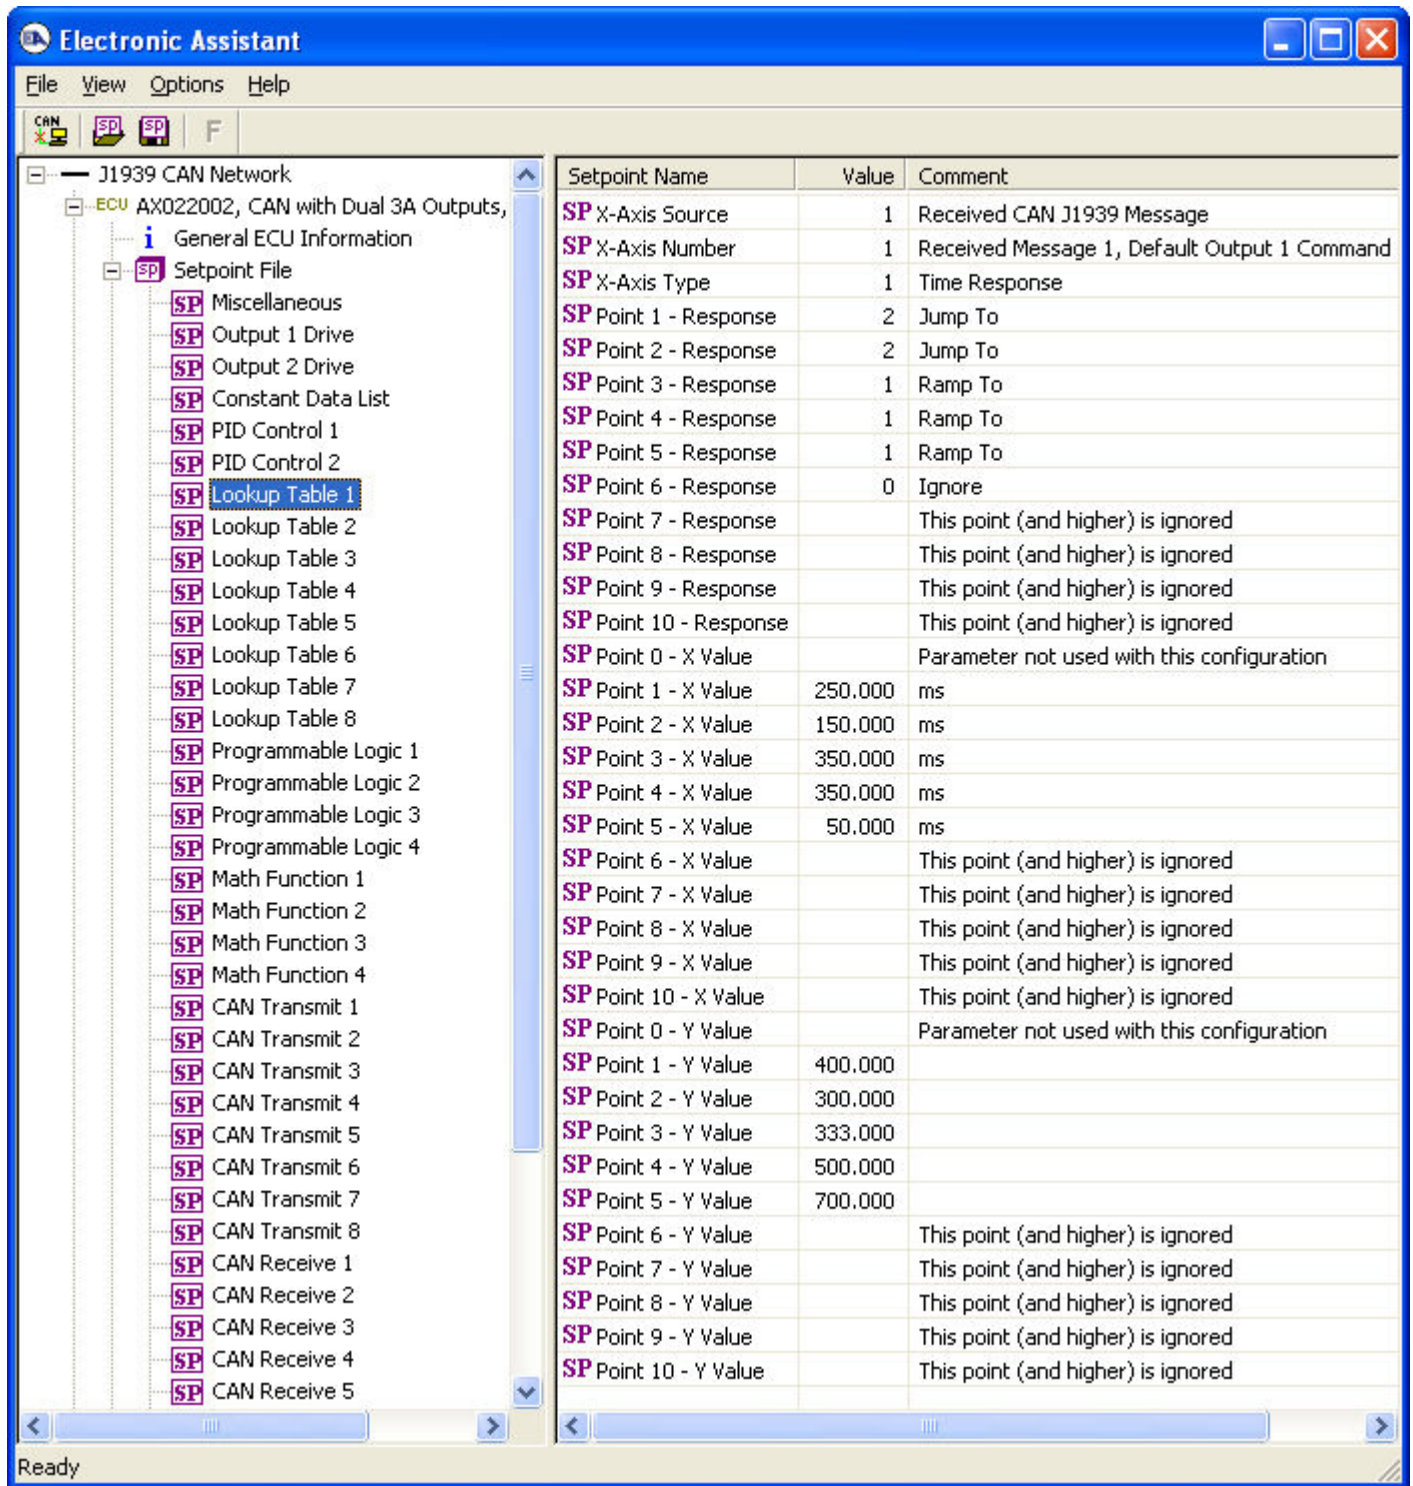 Electronic Assistant
File View Options Help
CAN SP SP F
J1939 CAN Network
ECU AX022002, CAN with Dual 3A Outputs,
i General ECU Information
SP Setpoint File
SP Miscellaneous
SP Output 1 Drive
SP Output 2 Drive
SP Constant Data List
SP PID Control 1
SP PID Control 2
SP Lookup Table 1
SP Lookup Table 2
SP Lookup Table 3
SP Lookup Table 4
SP Lookup Table 5
SP Lookup Table 6
SP Lookup Table 7
SP Lookup Table 8
SP Programmable Logic 1
SP Programmable Logic 2
SP Programmable Logic 3
SP Programmable Logic 4
SP Math Function 1
SP Math Function 2
SP Math Function 3
SP Math Function 4
SP CAN Transmit 1
SP CAN Transmit 2
SP CAN Transmit 3
SP CAN Transmit 4
SP CAN Transmit 5
SP CAN Transmit 6
SP CAN Transmit 7
SP CAN Transmit 8
SP CAN Receive 1
SP CAN Receive 2
SP CAN Receive 3
SP CAN Receive 4
SP CAN Receive 5
Setpoint Name Value Comment
SP X-Axis Source 1 Received CAN J1939 Message
SP X-Axis Number 1 Received Message 1, Default Output 1 Command
SP X-Axis Type 1 Time Response
SP Point 1 - Response 2 Jump To
SP Point 2 - Response 2 Jump To
SP Point 3 - Response 1 Ramp To
SP Point 4 - Response 1 Ramp To
SP Point 5 - Response 1 Ramp To
SP Point 6 - Response 0 Ignore
SP Point 7 - Response This point (and higher) is ignored
SP Point 8 - Response This point (and higher) is ignored
SP Point 9 - Response This point (and higher) is ignored
SP Point 10 - Response This point (and higher) is ignored
SP Point 0 - X Value Parameter not used with this configuration
SP Point 1 - X Value 250.000 ms
SP Point 2 - X Value 150.000 ms
SP Point 3 - X Value 350.000 ms
SP Point 4 - X Value 350.000 ms
SP Point 5 - X Value 50.000 ms
SP Point 6 - X Value This point (and higher) is ignored
SP Point 7 - X Value This point (and higher) is ignored
SP Point 8 - X Value This point (and higher) is ignored
SP Point 9 - X Value This point (and higher) is ignored
SP Point 10 - X Value This point (and higher) is ignored
SP Point 0 - Y Value Parameter not used with this configuration
SP Point 1 - Y Value 400.000
SP Point 2 - Y Value 300.000
SP Point 3 - Y Value 333.000
SP Point 4 - Y Value 500.000
SP Point 5 - Y Value 700.000
SP Point 6 - Y Value This point (and higher) is ignored
SP Point 7 - Y Value This point (and higher) is ignored
SP Point 8 - Y Value This point (and higher) is ignored
SP Point 9 - Y Value This point (and higher) is ignored
SP Point 10 - Y Value This point (and higher) is ignored
Ready